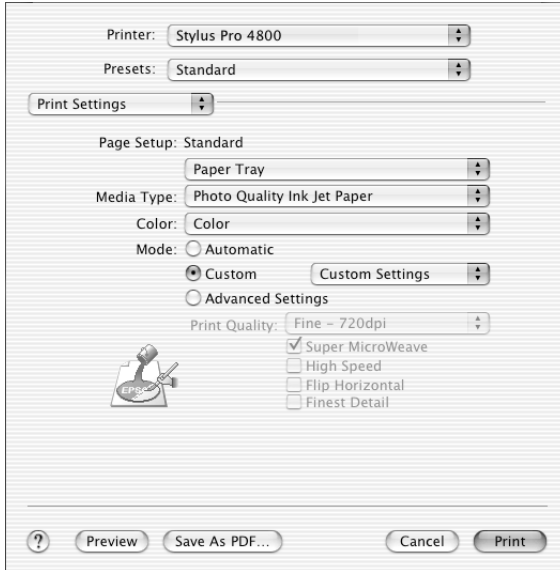 Printer: Stylus Pro 4800
Presets: Standard
Print Settings
Page Setup: Standard
Paper Tray
Media Type: Photo Quality Ink Jet Paper
Color: Color
Mode: Automatic
Custom Custom Settings
Advanced Settings
Print Quality: Fine – 720dpi
Super MicroWeave
High Speed
Flip Horizontal
Finest Detail
EPSO
? Preview Save As PDF... Cancel Print